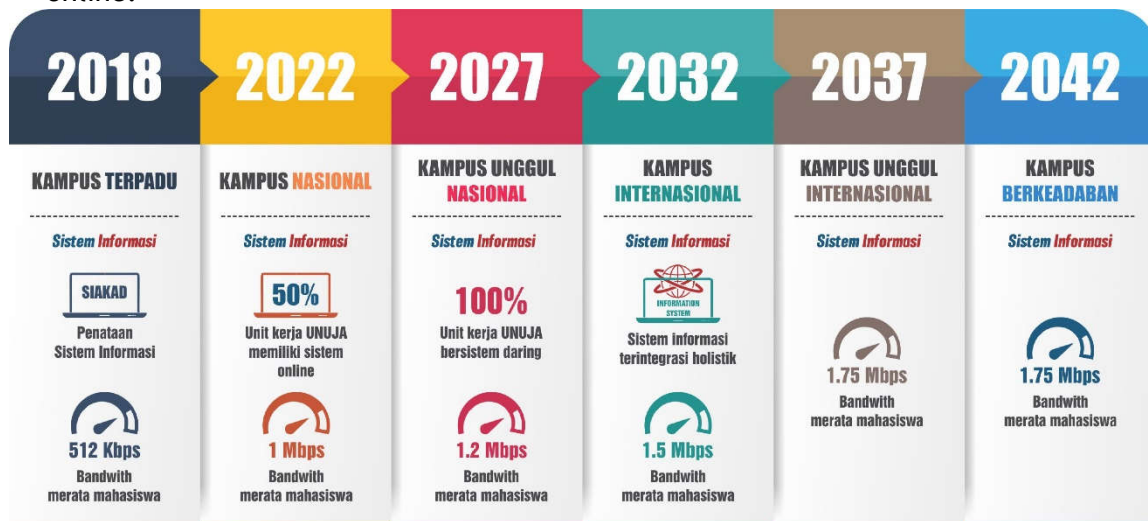 2018
KAMPUS TERPADU
Sistem Informasi
SIAKAD
Penataan
Sistem Informasi
512 Kbps
Bandwith
merata mahasiswa
2022
KAMPUS NASIONAL
Sistem Informasi
50%
Unit kerja UNUJA
memiliki sistem
online
1 Mbps
Bandwith
merata mahasiswa
2027
KAMPUS UNGGUL
NASIONAL
Sistem Informasi
100%
Unit kerja UNUJA
bersistem daring
1.2 Mbps
Bandwith
merata mahasiswa
2032
KAMPUS
INTERNASIONAL
Sistem Informasi
INFORMATION
SYSTEM
Sistem informasi
terintegrasi holistik
1.5 Mbps
Bandwith
merata mahasiswa
2037
KAMPUS UNGGUL
INTERNASIONAL
Sistem Informasi
1.75 Mbps
Bandwith
merata mahasiswa
2042
KAMPUS
BERKEADABAN
Sistem Informasi
1.75 Mbps
Bandwith
merata mahasiswa